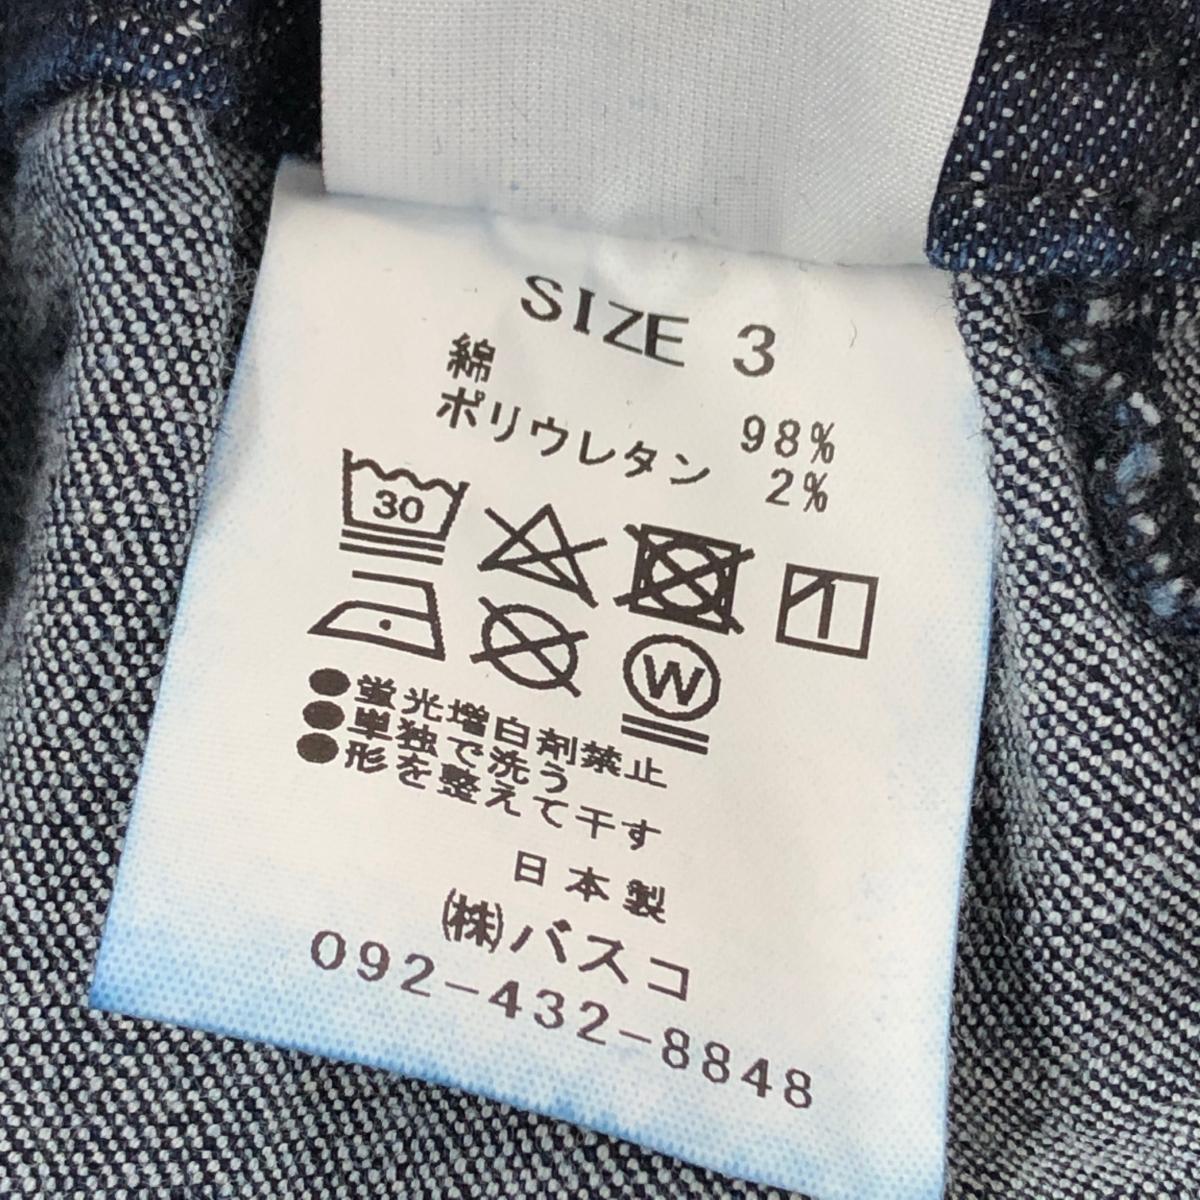 SIZE 3
綿 98%
ポリウレタン 2%
30
W
●蛍光増白剤禁止
●単独で洗う
●形を整えて干す
日本製
㈱バスコ
092-432-8848